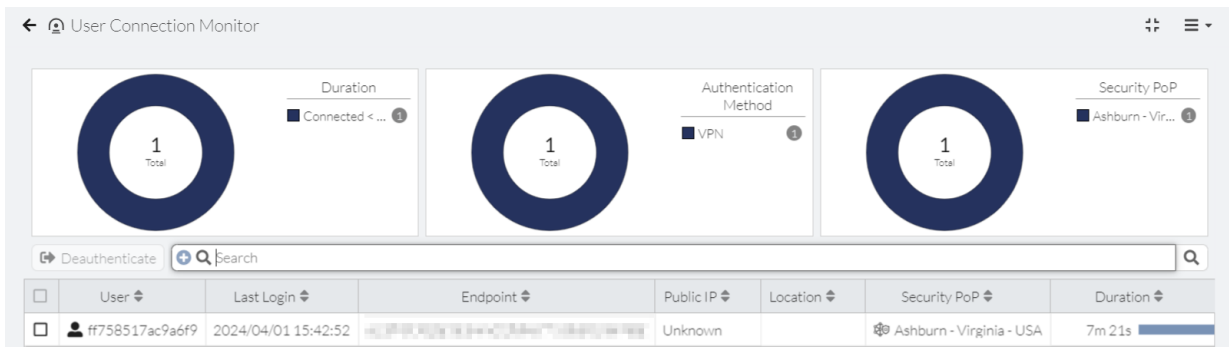 User Connection Monitor
1
Total
Duration
Connected < ... 1
1
Total
Authentication
Method
VPN 1
1
Total
Security PoP
Ashburn - Vir... 1
Deauthenticate Search
User Last Login Endpoint Public IP Location Security PoP Duration
ff758517ac9a6f9 2024/04/01 15:42:52 Unknown Ashburn - Virginia - USA 7m 21s